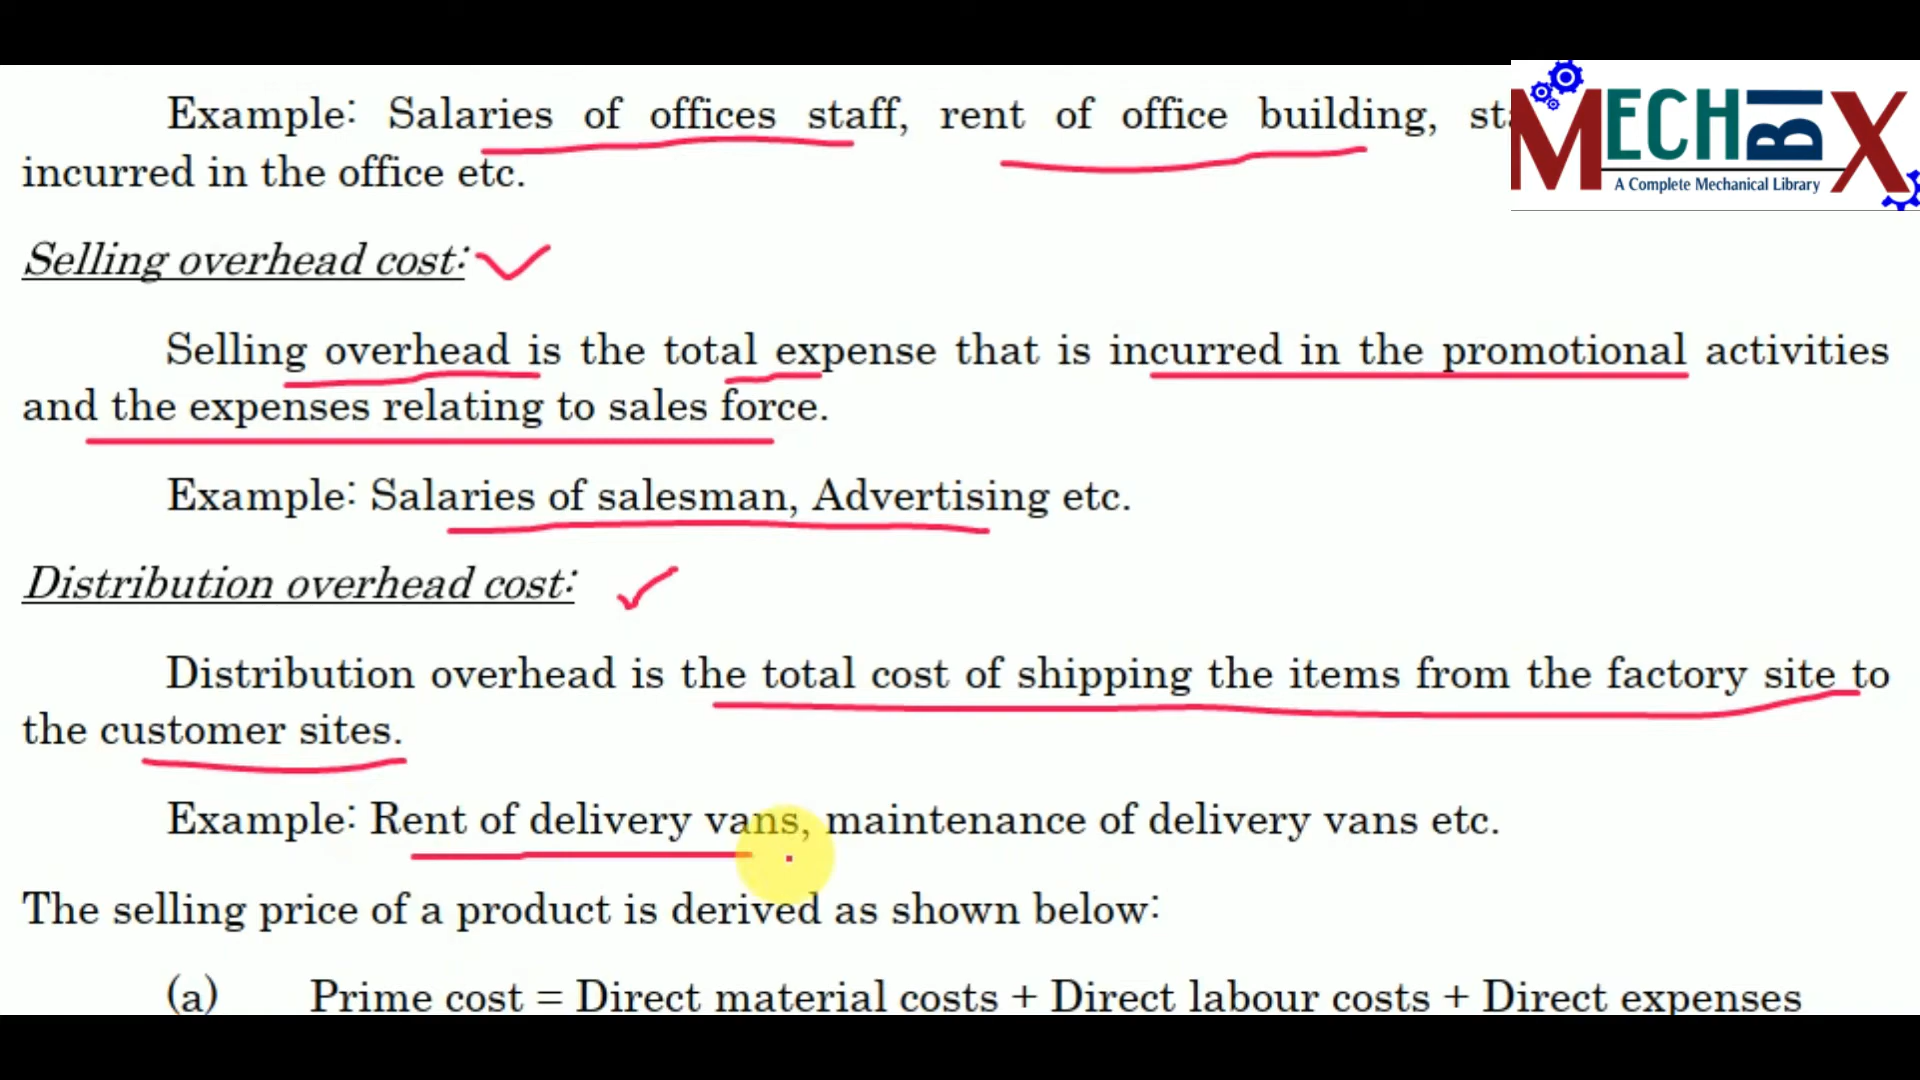 Example: Salaries of offices staff, rent of office building,
incurred in the office etc.
MECHBIX
A Complete Mechanical Library
Selling overhead cost:
Selling overhead is the total expense that is incurred in the promotional activities
and the expenses relating to sales force.
Example: Salaries of salesman, Advertising etc.
Distribution overhead cost:
Distribution overhead is the total cost of shipping the items from the factory site to
the customer sites.
Example: Rent of delivery vans, maintenance of delivery vans etc.
The selling price of a product is derived as shown below:
(a) Prime cost = Direct material costs + Direct labour costs + Direct expenses